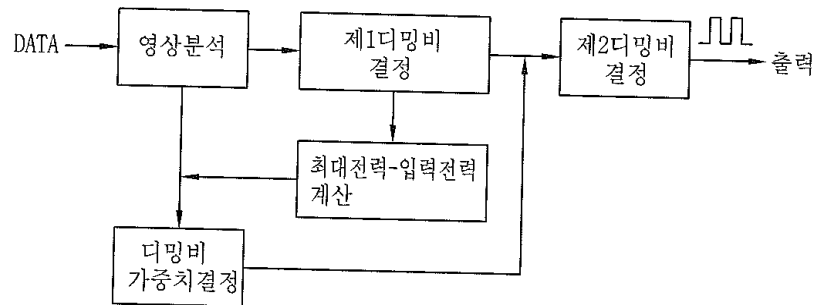 DATA
영상분석
제1디밍비
결정
제2디밍비
결정
출력
최대전력-입력전력
계산
디밍비
가중치결정